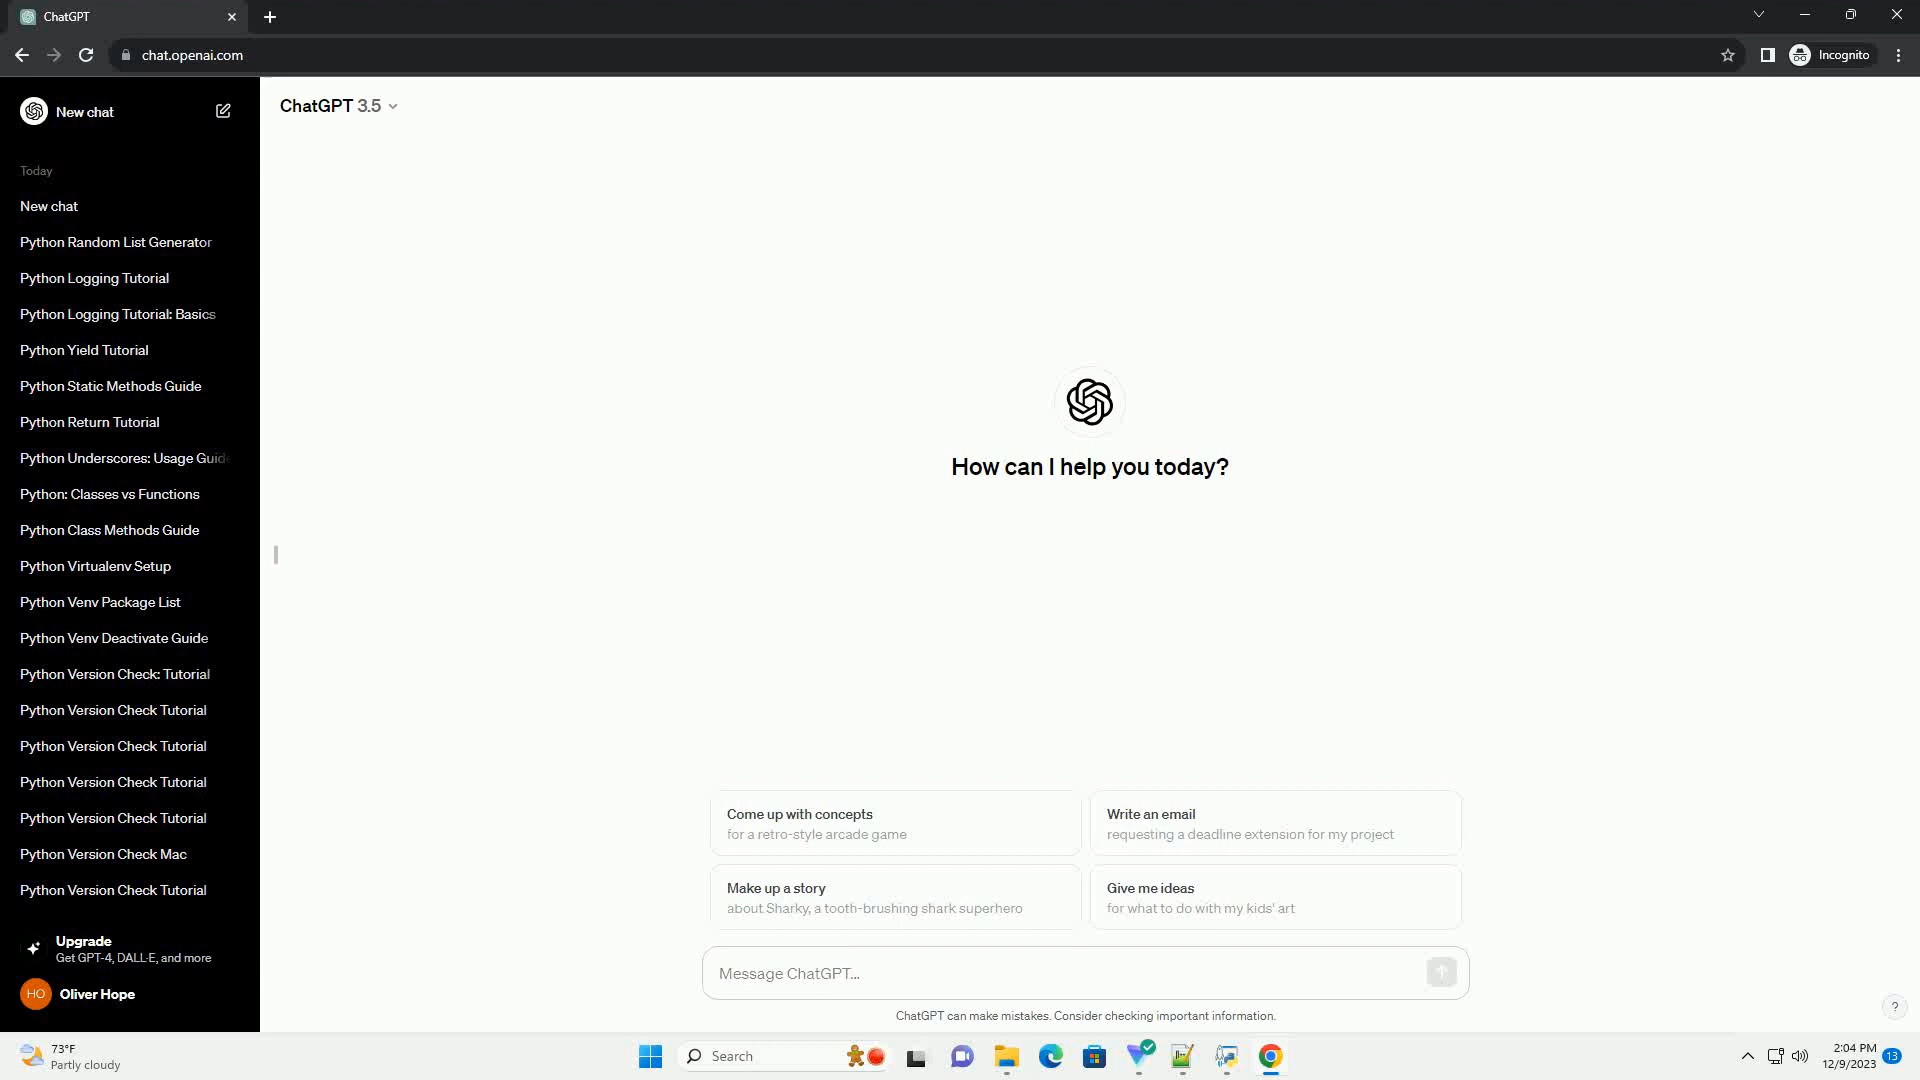 ChatGPT
chat.openai.com
Incognito
New chat
ChatGPT 3.5
Today
New chat
Python Random List Generator
Python Logging Tutorial
Python Logging Tutorial: Basics
Python Yield Tutorial
Python Static Methods Guide
Python Return Tutorial
Python Underscores: Usage Guide
Python: Classes vs Functions
Python Class Methods Guide
Python Virtualenv Setup
Python Venv Package List
Python Venv Deactivate Guide
Python Version Check: Tutorial
Python Version Check Tutorial
Python Version Check Tutorial
Python Version Check Tutorial
Python Version Check Tutorial
Python Version Check Mac
Python Version Check Tutorial
Upgrade
Get GPT-4, DALL·E, and more
HO
Oliver Hope
How can I help you today?
Come up with concepts
for a retro-style arcade game
Write an email
requesting a deadline extension for my project
Make up a story
about Sharky, a tooth-brushing shark superhero
Give me ideas
for what to do with my kids' art
Message ChatGPT...
ChatGPT can make mistakes. Consider checking important information.
?
73°F
Partly cloudy
Search
2:04 PM
12/9/2023
13